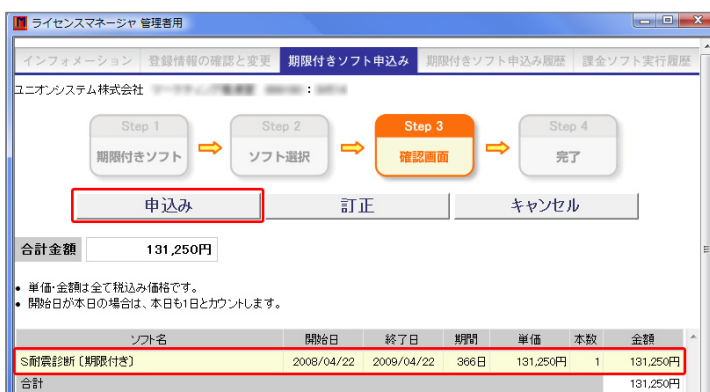 ライセンスマネージャ 管理者用
インフォメーション 登録情報の確認と変更 期限付きソフト申込み 期限付きソフト申込み履歴 課金ソフト実行履歴
ユニオンシステム株式会社 :
Step 1 Step 2 Step 3 Step 4
期限付きソフト ソフト選択 確認画面 完了
申込み 訂正 キャンセル
合計金額 131,250円
• 単価・金額は全て税込み価格です。
• 開始日が本日の場合は、本日も1日とカウントします。
ソフト名 開始日 終了日 期間 単価 本数 金額
S耐震診断〔期限付き〕 2008/04/22 2009/04/22 366日 131,250円 1 131,250円
合計 131,250円